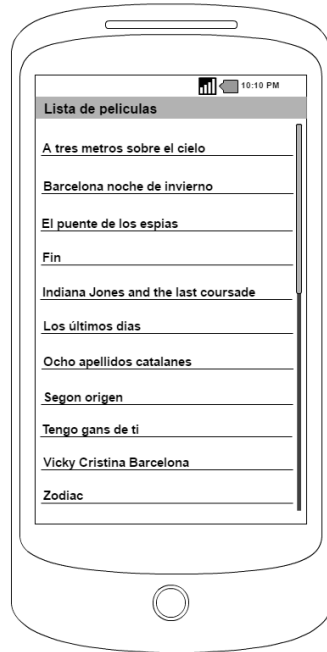 10:10 PM
Lista de peliculas
A tres metros sobre el cielo
Barcelona noche de invierno
El puente de los espias
Fin
Indiana Jones and the last coursade
Los últimos dias
Ocho apellidos catalanes
Segon origen
Tengo gans de ti
Vicky Cristina Barcelona
Zodiac